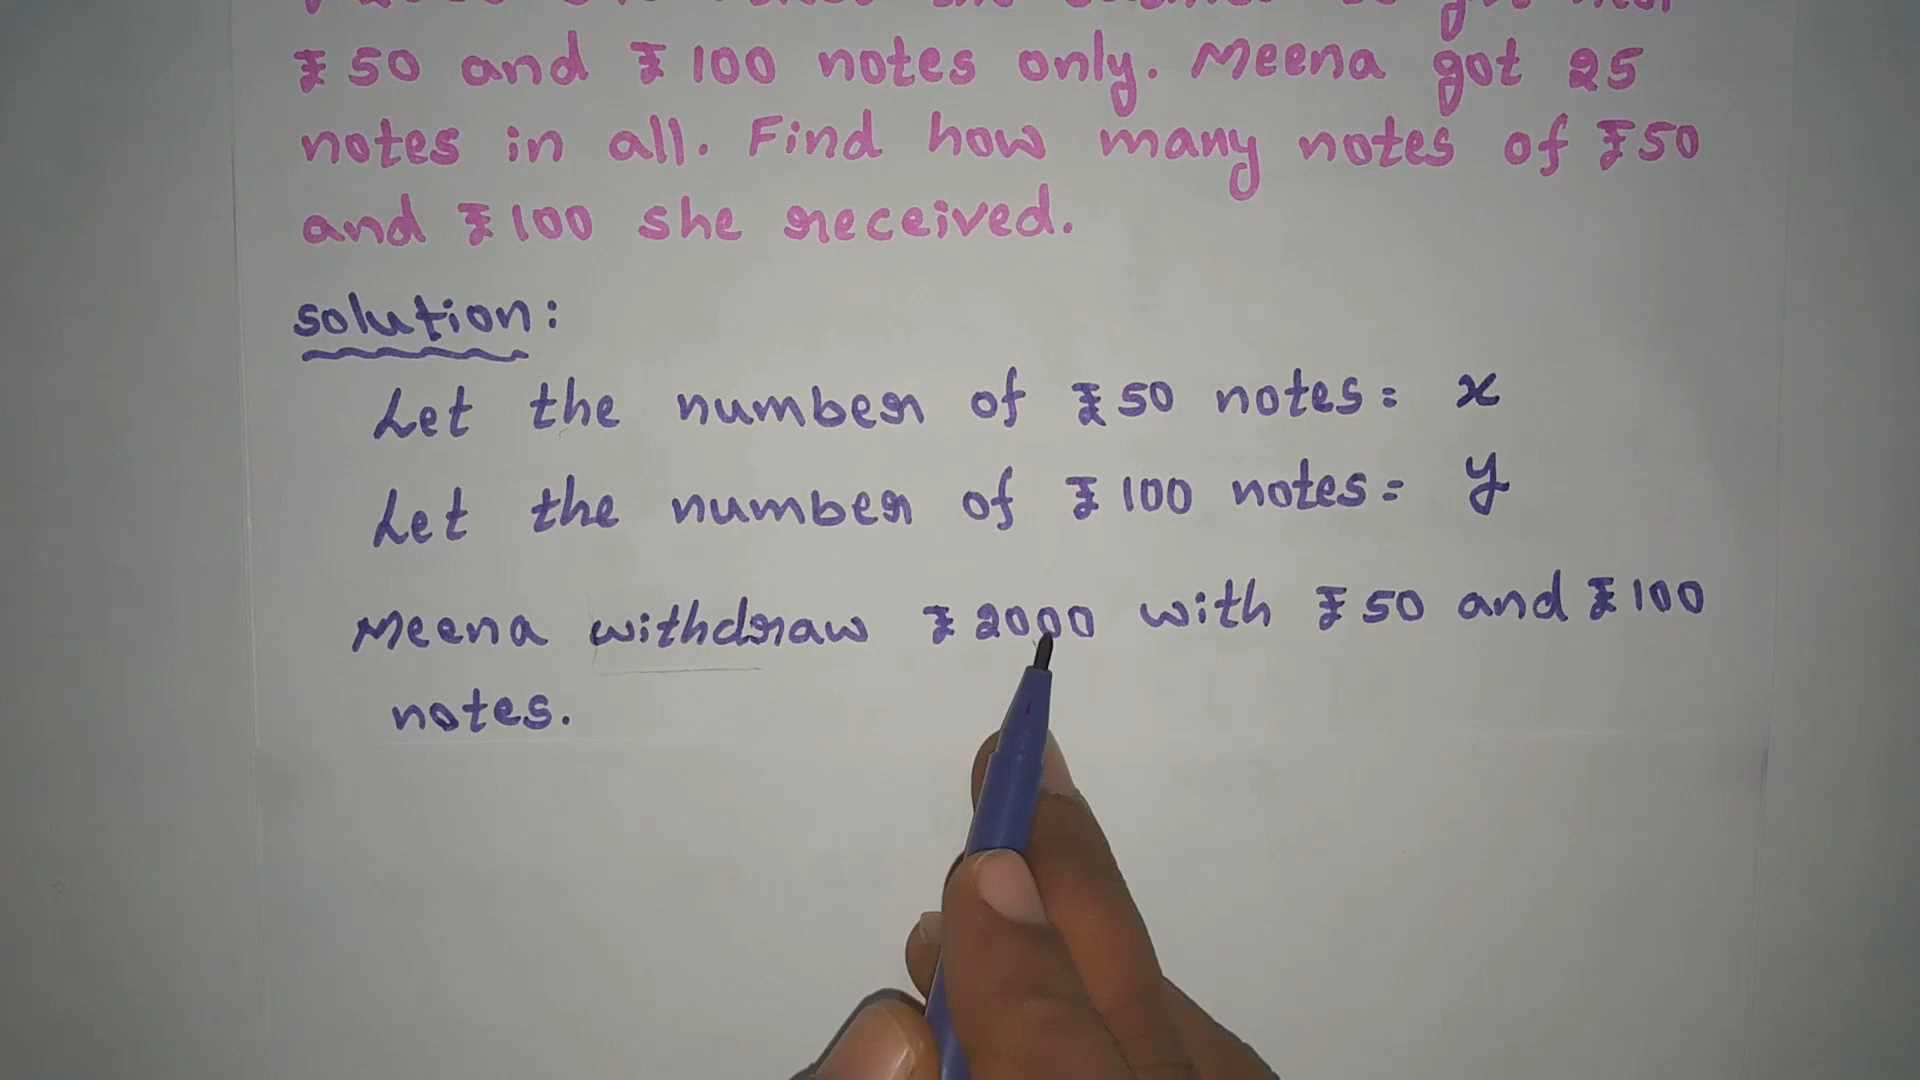 ₹50 and ₹100 notes only. Meena got 25
notes in all. Find how many notes of ₹50
and ₹100 she received.
Solution:
Let the number of ₹50 notes = x
Let the number of ₹100 notes = y
Meena withdraw ₹2000 with ₹50 and ₹100
notes.